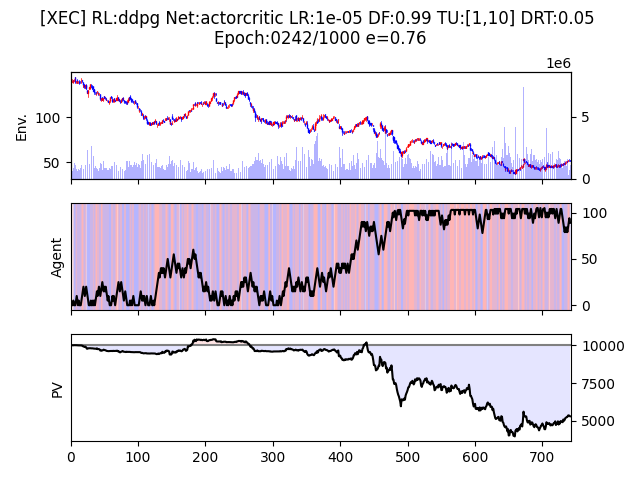 [XEC] RL:ddpg Net:actorcritic LR:1e-05 DF:0.99 TU:[1,10] DRT:0.05
Epoch:0242/1000 e=0.76
1e6
Env.
100
50
5
0
Agent
100
50
0
PV
10000
7500
5000
0 100 200 300 400 500 600 700